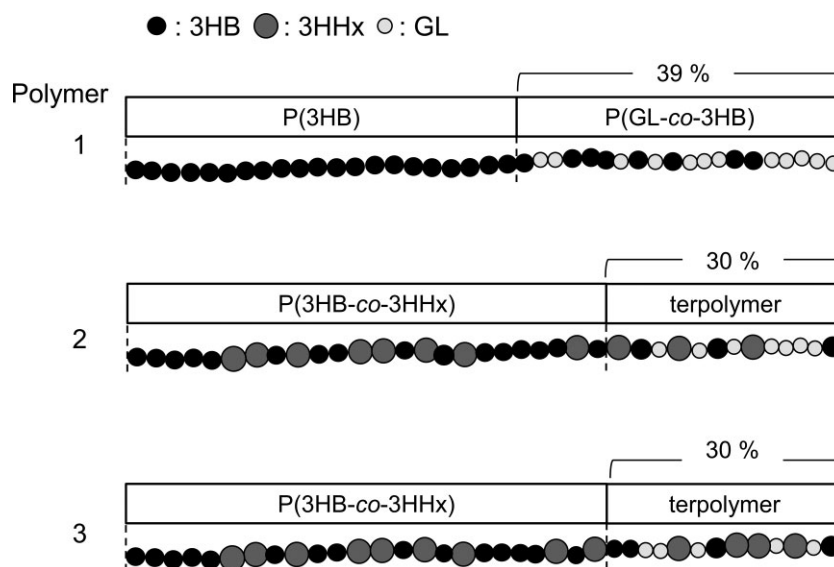 : 3HB : 3HHx : GL
39 %
Polymer
P(3HB) P(GL-co-3HB)
1
30 %
P(3HB-co-3HHx) terpolymer
2
30 %
P(3HB-co-3HHx) terpolymer
3